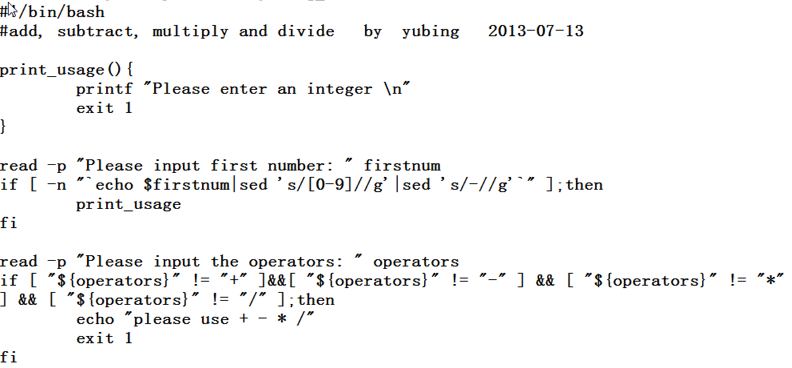 #!/bin/bash
#add, subtract, multiply and divide by yubing 2013-07-13
print_usage(){
printf "Please enter an integer \n"
exit 1
}
read -p "Please input first number: " firstnum
if [ -n "`echo $firstnum|sed 's/[0-9]//g'|sed 's/-//g'`" ];then
print_usage
fi
read -p "Please input the operators: " operators
if [ "${operators}" != "+" ]&&[ "${operators}" != "-" ] && [ "${operators}" != "*"
] && [ "${operators}" != "/" ];then
echo "please use + - * /"
exit 1
fi